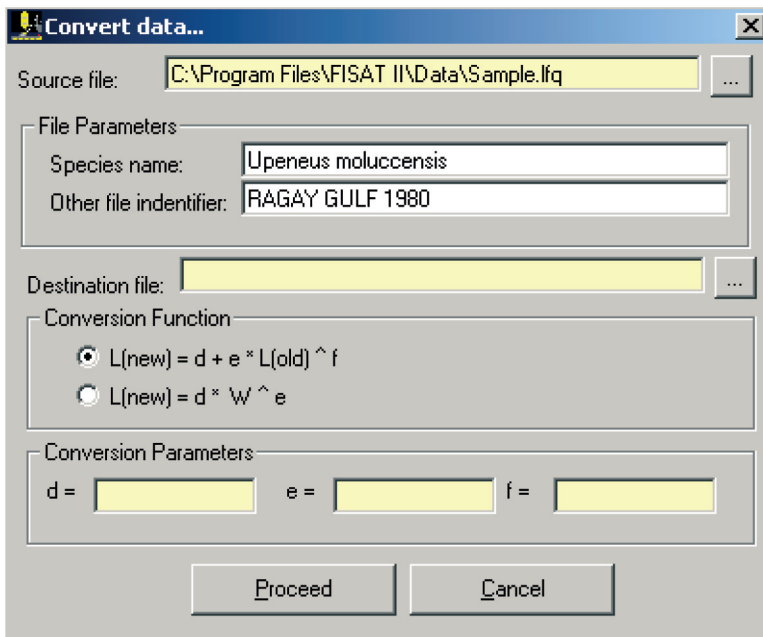 Convert data...
Source file: C:\Program Files\FISAT II\Data\Sample.lfq ...
File Parameters
Species name: Upeneus moluccensis
Other file indentifier: RAGAY GULF 1980
Destination file: ...
Conversion Function
L(new) = d + e * L(old) ^ f
L(new) = d * W ^ e
Conversion Parameters
d = e = f =
Proceed Cancel